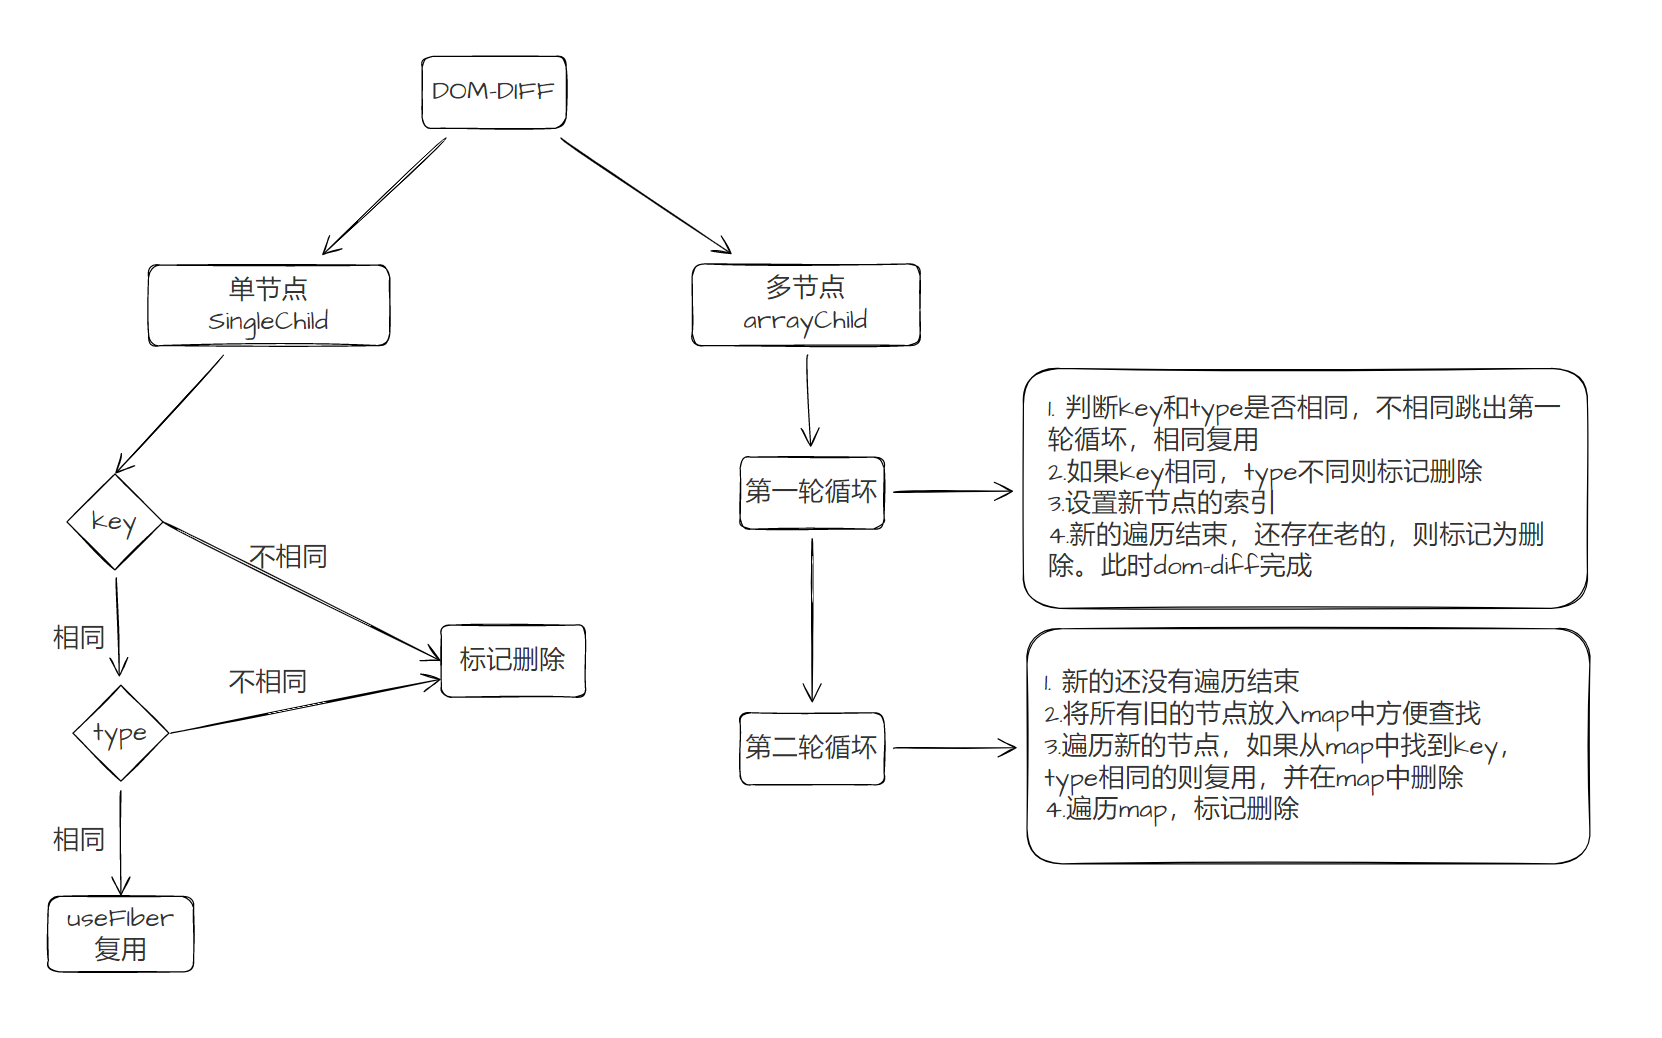 DOM-DIFF
单节点
SingleChild
多节点
arrayChild
key
不相同
相同
type
不相同
标记删除
相同
useFIber
复用
第一轮循坏
1. 判断key和type是否相同，不相同跳出第一
轮循坏，相同复用
2.如果key相同，type不同则标记删除
3.设置新节点的索引
4.新的遍历结束，还存在老的，则标记为删
除。此时dom-diff完成
第二轮循坏
1. 新的还没有遍历结束
2.将所有旧的节点放入map中方便查找
3.遍历新的节点，如果从map中找到key，
type相同的则复用，并在map中删除
4.遍历map，标记删除